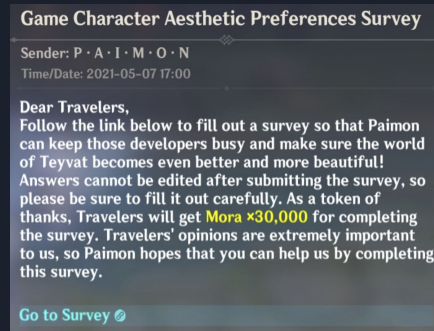 Game Character Aesthetic Preferences Survey
Sender: P · A · I · M · O · N
Time/Date: 2021-05-07 17:00
Dear Travelers,
Follow the link below to fill out a survey so that Paimon
can keep those developers busy and make sure the world
of Teyvat becomes even better and more beautiful!
Answers cannot be edited after submitting the survey, so
please be sure to fill it out carefully. As a token of
thanks, Travelers will get Mora ×30,000 for completing
the survey. Travelers' opinions are extremely important
to us, so Paimon hopes that you can help us by completing
this survey.
Go to Survey